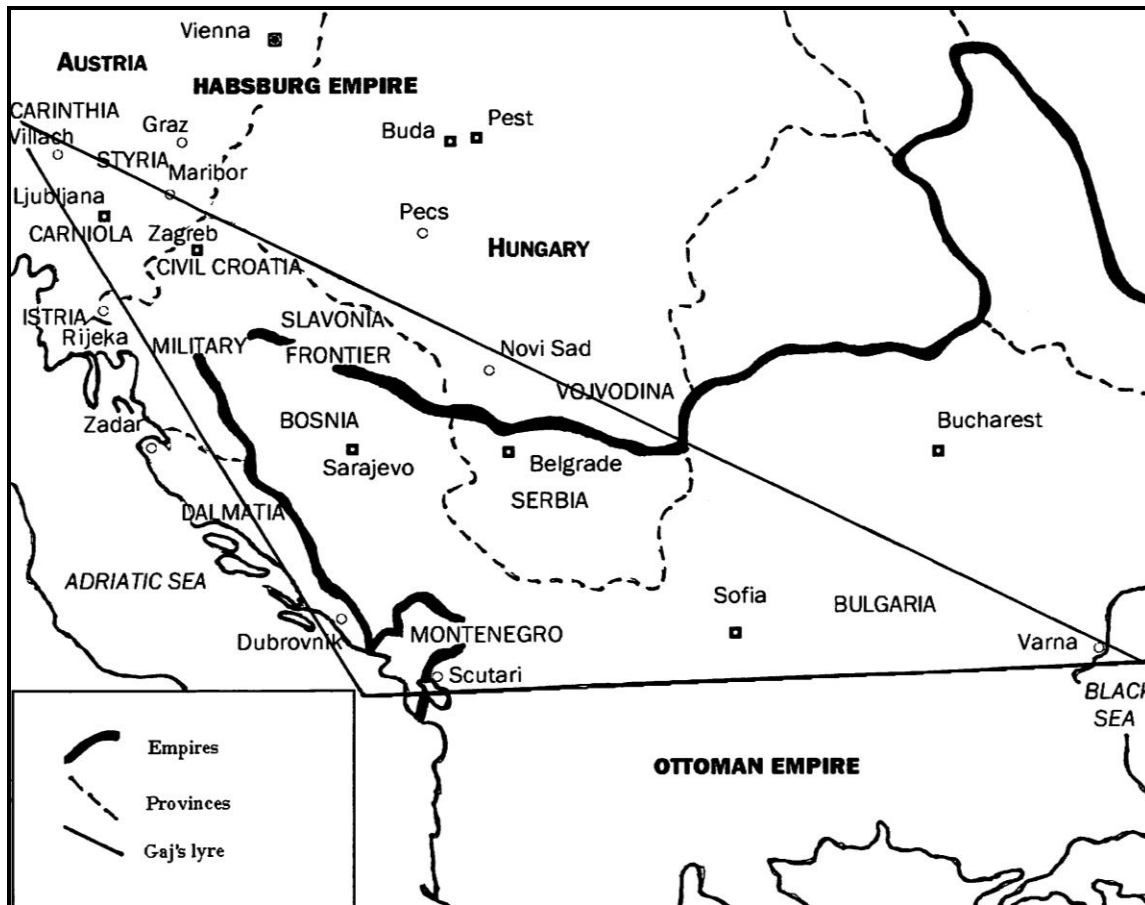 Vienna
AUSTRIA
HABSBURG EMPIRE
CARINTHIA
Villach
Graz
STYRIA
Maribor
Buda
Pest
Ljubljana
CARNIOLA
Zagreb
CIVIL CROATIA
Pecs
HUNGARY
ISTRIA
Rijeka
MILITARY
SLAVONIA
FRONTIER
Novi Sad
VOJVODINA
Zadar
BOSNIA
Sarajevo
Belgrade
SERBIA
Bucharest
DALMATIA
ADRIATIC SEA
Dubrovnik
MONTENEGRO
Scutari
Sofia
BULGARIA
Varna
BLACK
SEA
OTTOMAN EMPIRE
Empires
Provinces
Gaj's lyre